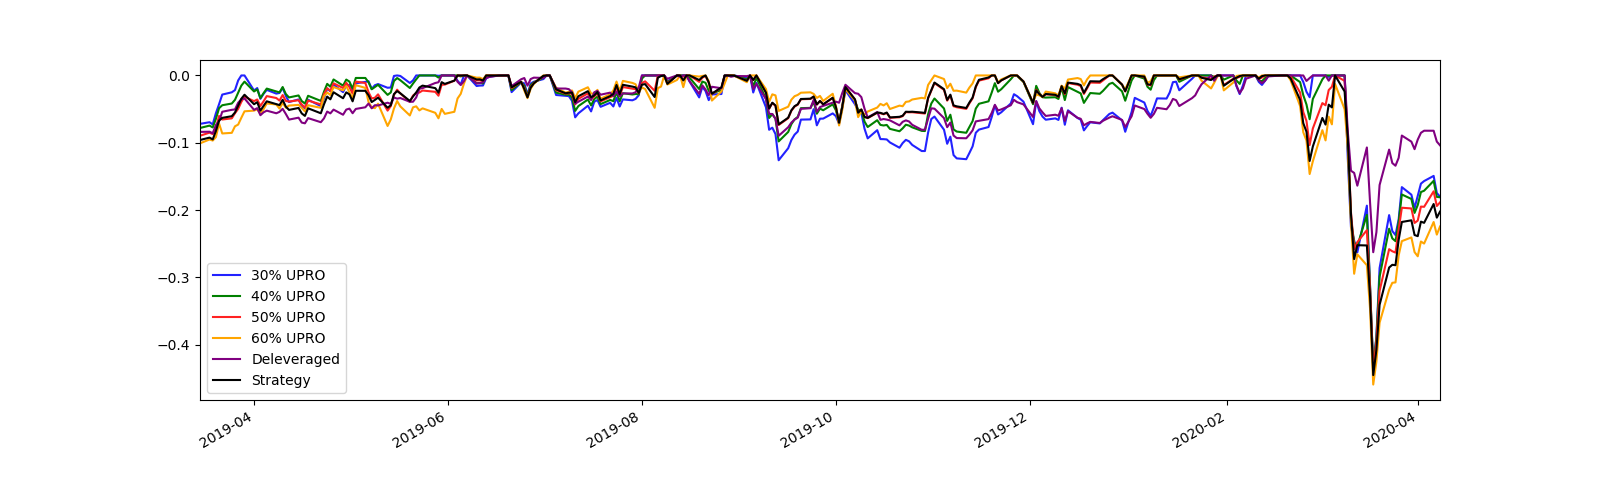 0.0
−0.1
−0.2
−0.3
−0.4
30% UPRO
40% UPRO
50% UPRO
60% UPRO
Deleveraged
Strategy
2019-04
2019-06
2019-08
2019-10
2019-12
2020-02
2020-04